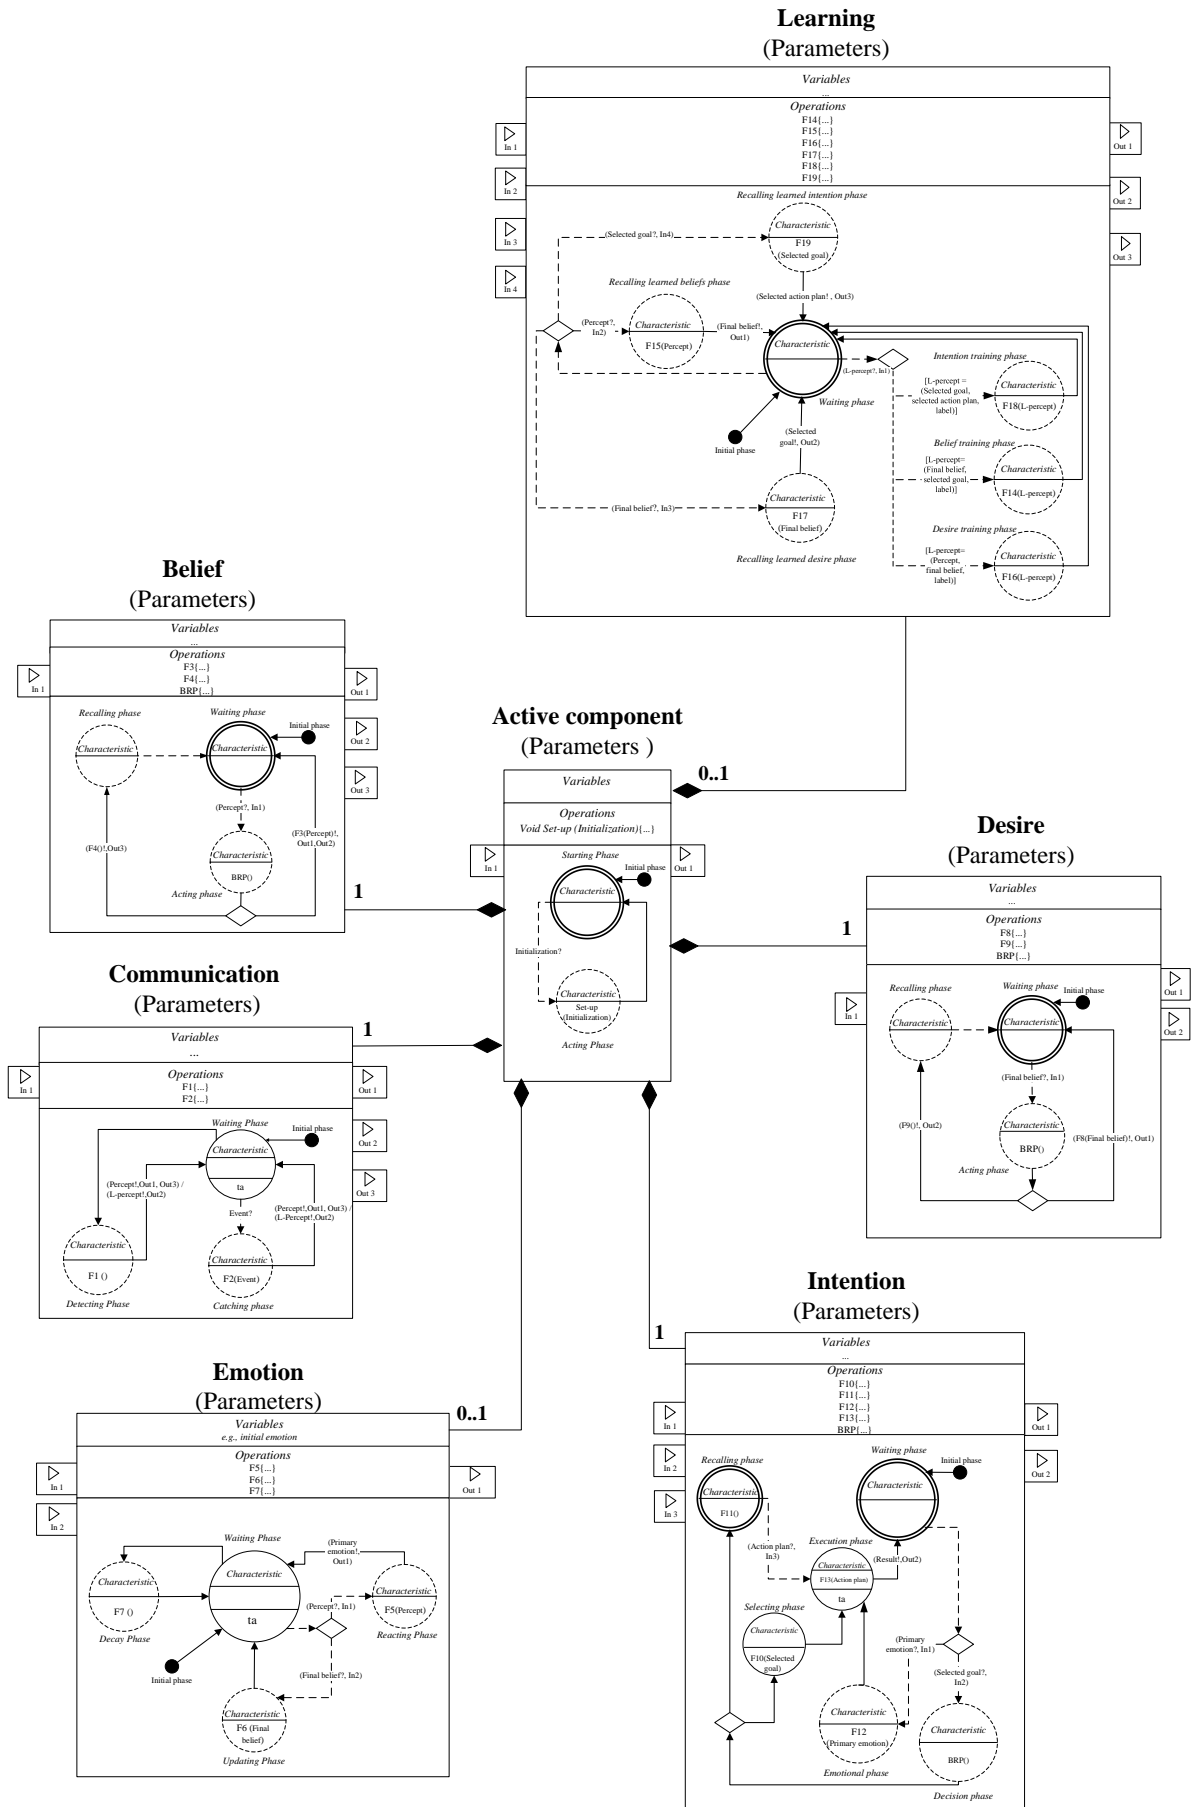 Learning
(Parameters)
Variables
...
Operations
F14{...}
F15{...}
F16{...}
F17{...}
F18{...}
F19{...}
In 1
In 2
In 3
In 4
Out 1
Out 2
Out 3
Recalling learned intention phase
Characteristic
F19
(Selected goal)
(Selected goal?, In4)
(Selected action plan! , Out3)
Recalling learned beliefs phase
Characteristic
F15(Percept)
(Percept?,
In2)
(Final belief!,
Out1)
Characteristic
Waiting phase
(L-percept?, In1)
Initial phase
(Selected
goal!, Out2)
Characteristic
F17
(Final belief)
(Final belief?, In3)
Recalling learned desire phase
Intention training phase
[L-percept =
(Selected goal,
selected action plan,
label)]
Characteristic
F18(L-percept)
Belief training phase
[L-percept=
(Final belief,
selected goal,
label)]
Characteristic
F14(L-percept)
Desire training phase
[L-percept=
(Percept,
final belief,
label)]
Characteristic
F16(L-percept)
Belief
(Parameters)
Variables
...
Operations
F3{...}
F4{...}
BRP{...}
In 1
Out 1
Out 2
Out 3
Recalling phase
Characteristic
Waiting phase
Characteristic
Initial phase
(Percept?, In1)
(F4()!,Out3)
(F3(Percept)!,
Out1,Out2)
Characteristic
BRP()
Acting phase
1
Active component
(Parameters )
Variables
Operations
Void Set-up (Initialization){...}
In 1
Out 1
Starting Phase
Initial phase
Characteristic
Initialization?
Characteristic
Set-up
(Initialization)
Acting Phase
0..1
Desire
(Parameters)
1
Variables
...
Operations
F8{...}
F9{...}
BRP{...}
In 1
Out 1
Out 2
Recalling phase
Characteristic
Waiting phase
Characteristic
Initial phase
(Final belief?, In1)
(F9()!, Out2)
(F8(Final belief)!, Out1)
Characteristic
BRP()
Acting phase
Communication
(Parameters)
1
Variables
...
Operations
F1{...}
F2{...}
In 1
Out 1
Out 2
Out 3
Waiting Phase
Initial phase
Characteristic
ta
(Percept!,Out1, Out3) /
(L-percept!,Out2)
Event?
(Percept!,Out1, Out3) /
(L-Percept!,Out2)
Characteristic
F1 ()
Detecting Phase
Characteristic
F2(Event)
Catching phase
Emotion
(Parameters)
0..1
Variables
e.g., initial emotion
Operations
F5{...}
F6{...}
F7{...}
In 1
In 2
Out 1
Waiting Phase
Characteristic
ta
(Primary
emotion!,
Out1)
Characteristic
F7 ()
Decay Phase
Initial phase
(Percept?, In1)
Characteristic
F5(Percept)
Reacting Phase
(Final belief?, In2)
Characteristic
F6 (Final
belief)
Updating Phase
Intention
(Parameters)
1
Variables
...
Operations
F10{...}
F11{...}
F12{...}
F13{...}
BRP{...}
In 1
In 2
In 3
Out 1
Out 2
Recalling phase
Characteristic
F11()
Waiting phase
Characteristic
Initial phase
(Action plan?,
In3)
Execution phase
Characteristic
F13(Action plan)
ta
(Result!,Out2)
Selecting phase
Characteristic
F10(Selected
goal)
(Primary
emotion?, In1)
(Selected goal?,
In2)
Characteristic
F12
(Primary emotion)
Emotional phase
Characteristic
BRP()
Decision phase